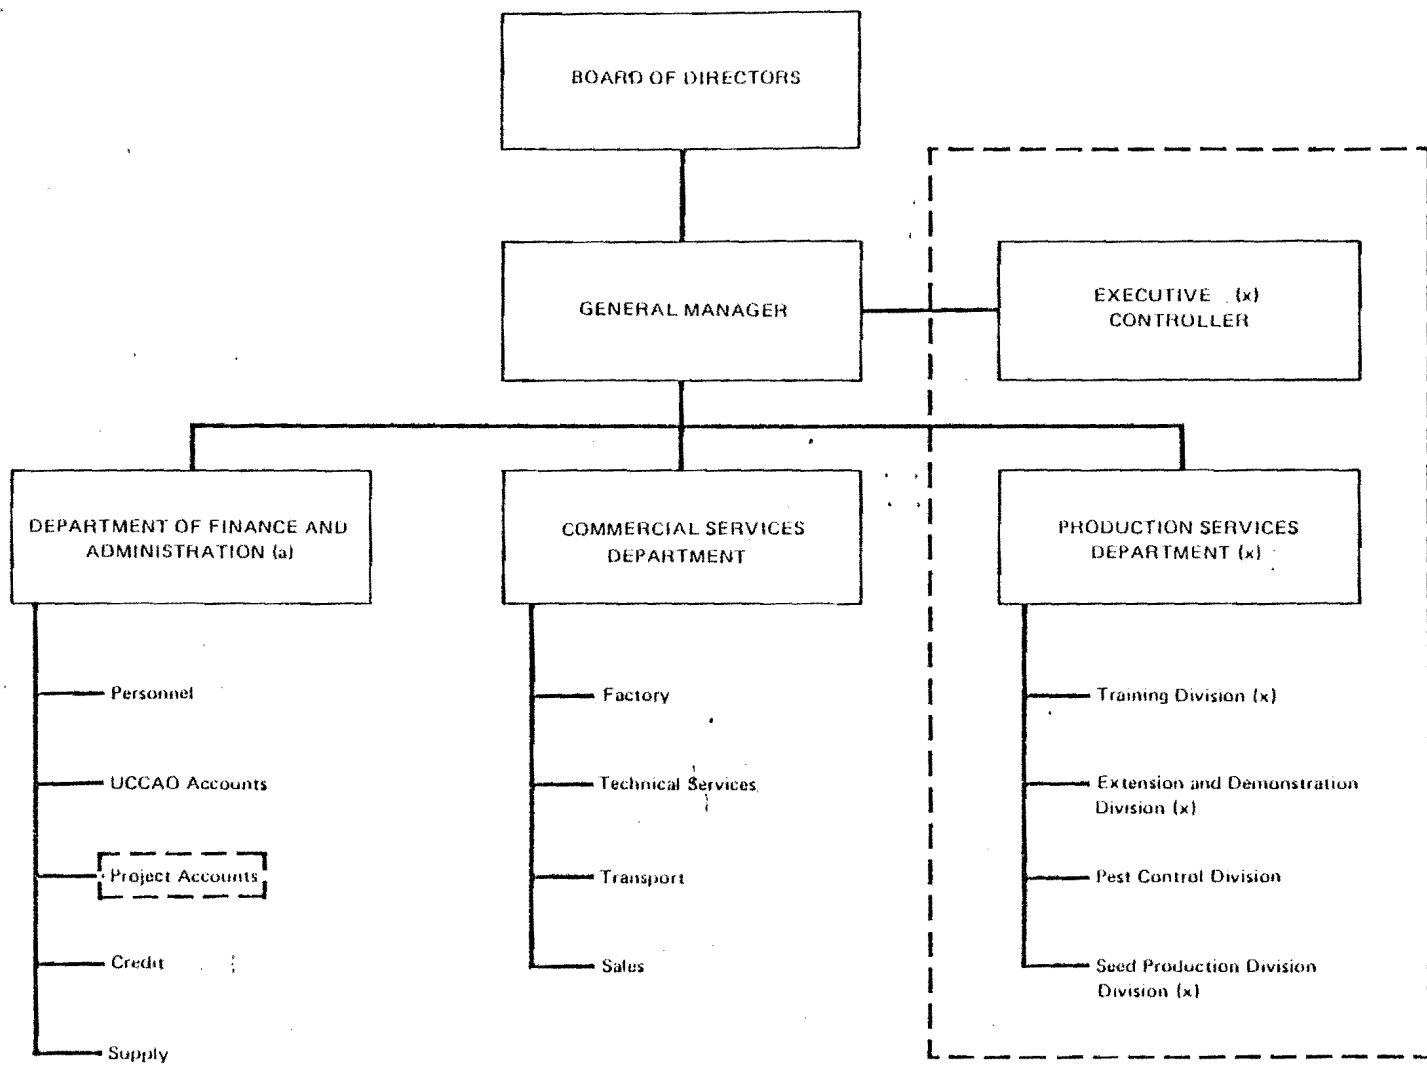 BOARD OF DIRECTORS
GENERAL MANAGER
EXECUTIVE (x)
CONTROLLER
DEPARTMENT OF FINANCE AND
ADMINISTRATION (a)
COMMERCIAL SERVICES
DEPARTMENT
PRODUCTION SERVICES
DEPARTMENT (x)
Personnel
UCCAO Accounts
Project Accounts
Credit
Supply
Factory
Technical Services
Transport
Sales
Training Division (x)
Extension and Demonstration
Division (x)
Pest Control Division
Seed Production Division
Division (x)